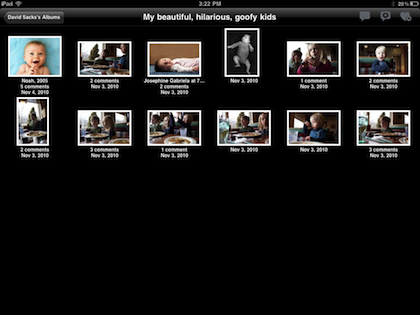 iPad
3:22 PM
26%
David Sacks's Albums
My beautiful, hilarious, goofy kids
Noah, 2005
5 comments
Nov 4, 2010
2 comments
Nov 3, 2010
Josephine Gabriela at 7...
2 comments
Nov 3, 2010
Nov 3, 2010
1 comment
Nov 3, 2010
2 comments
Nov 3, 2010
2 comments
Nov 3, 2010
3 comments
Nov 3, 2010
1 comment
Nov 3, 2010
Nov 3, 2010
Nov 3, 2010
3 comments
Nov 3, 2010